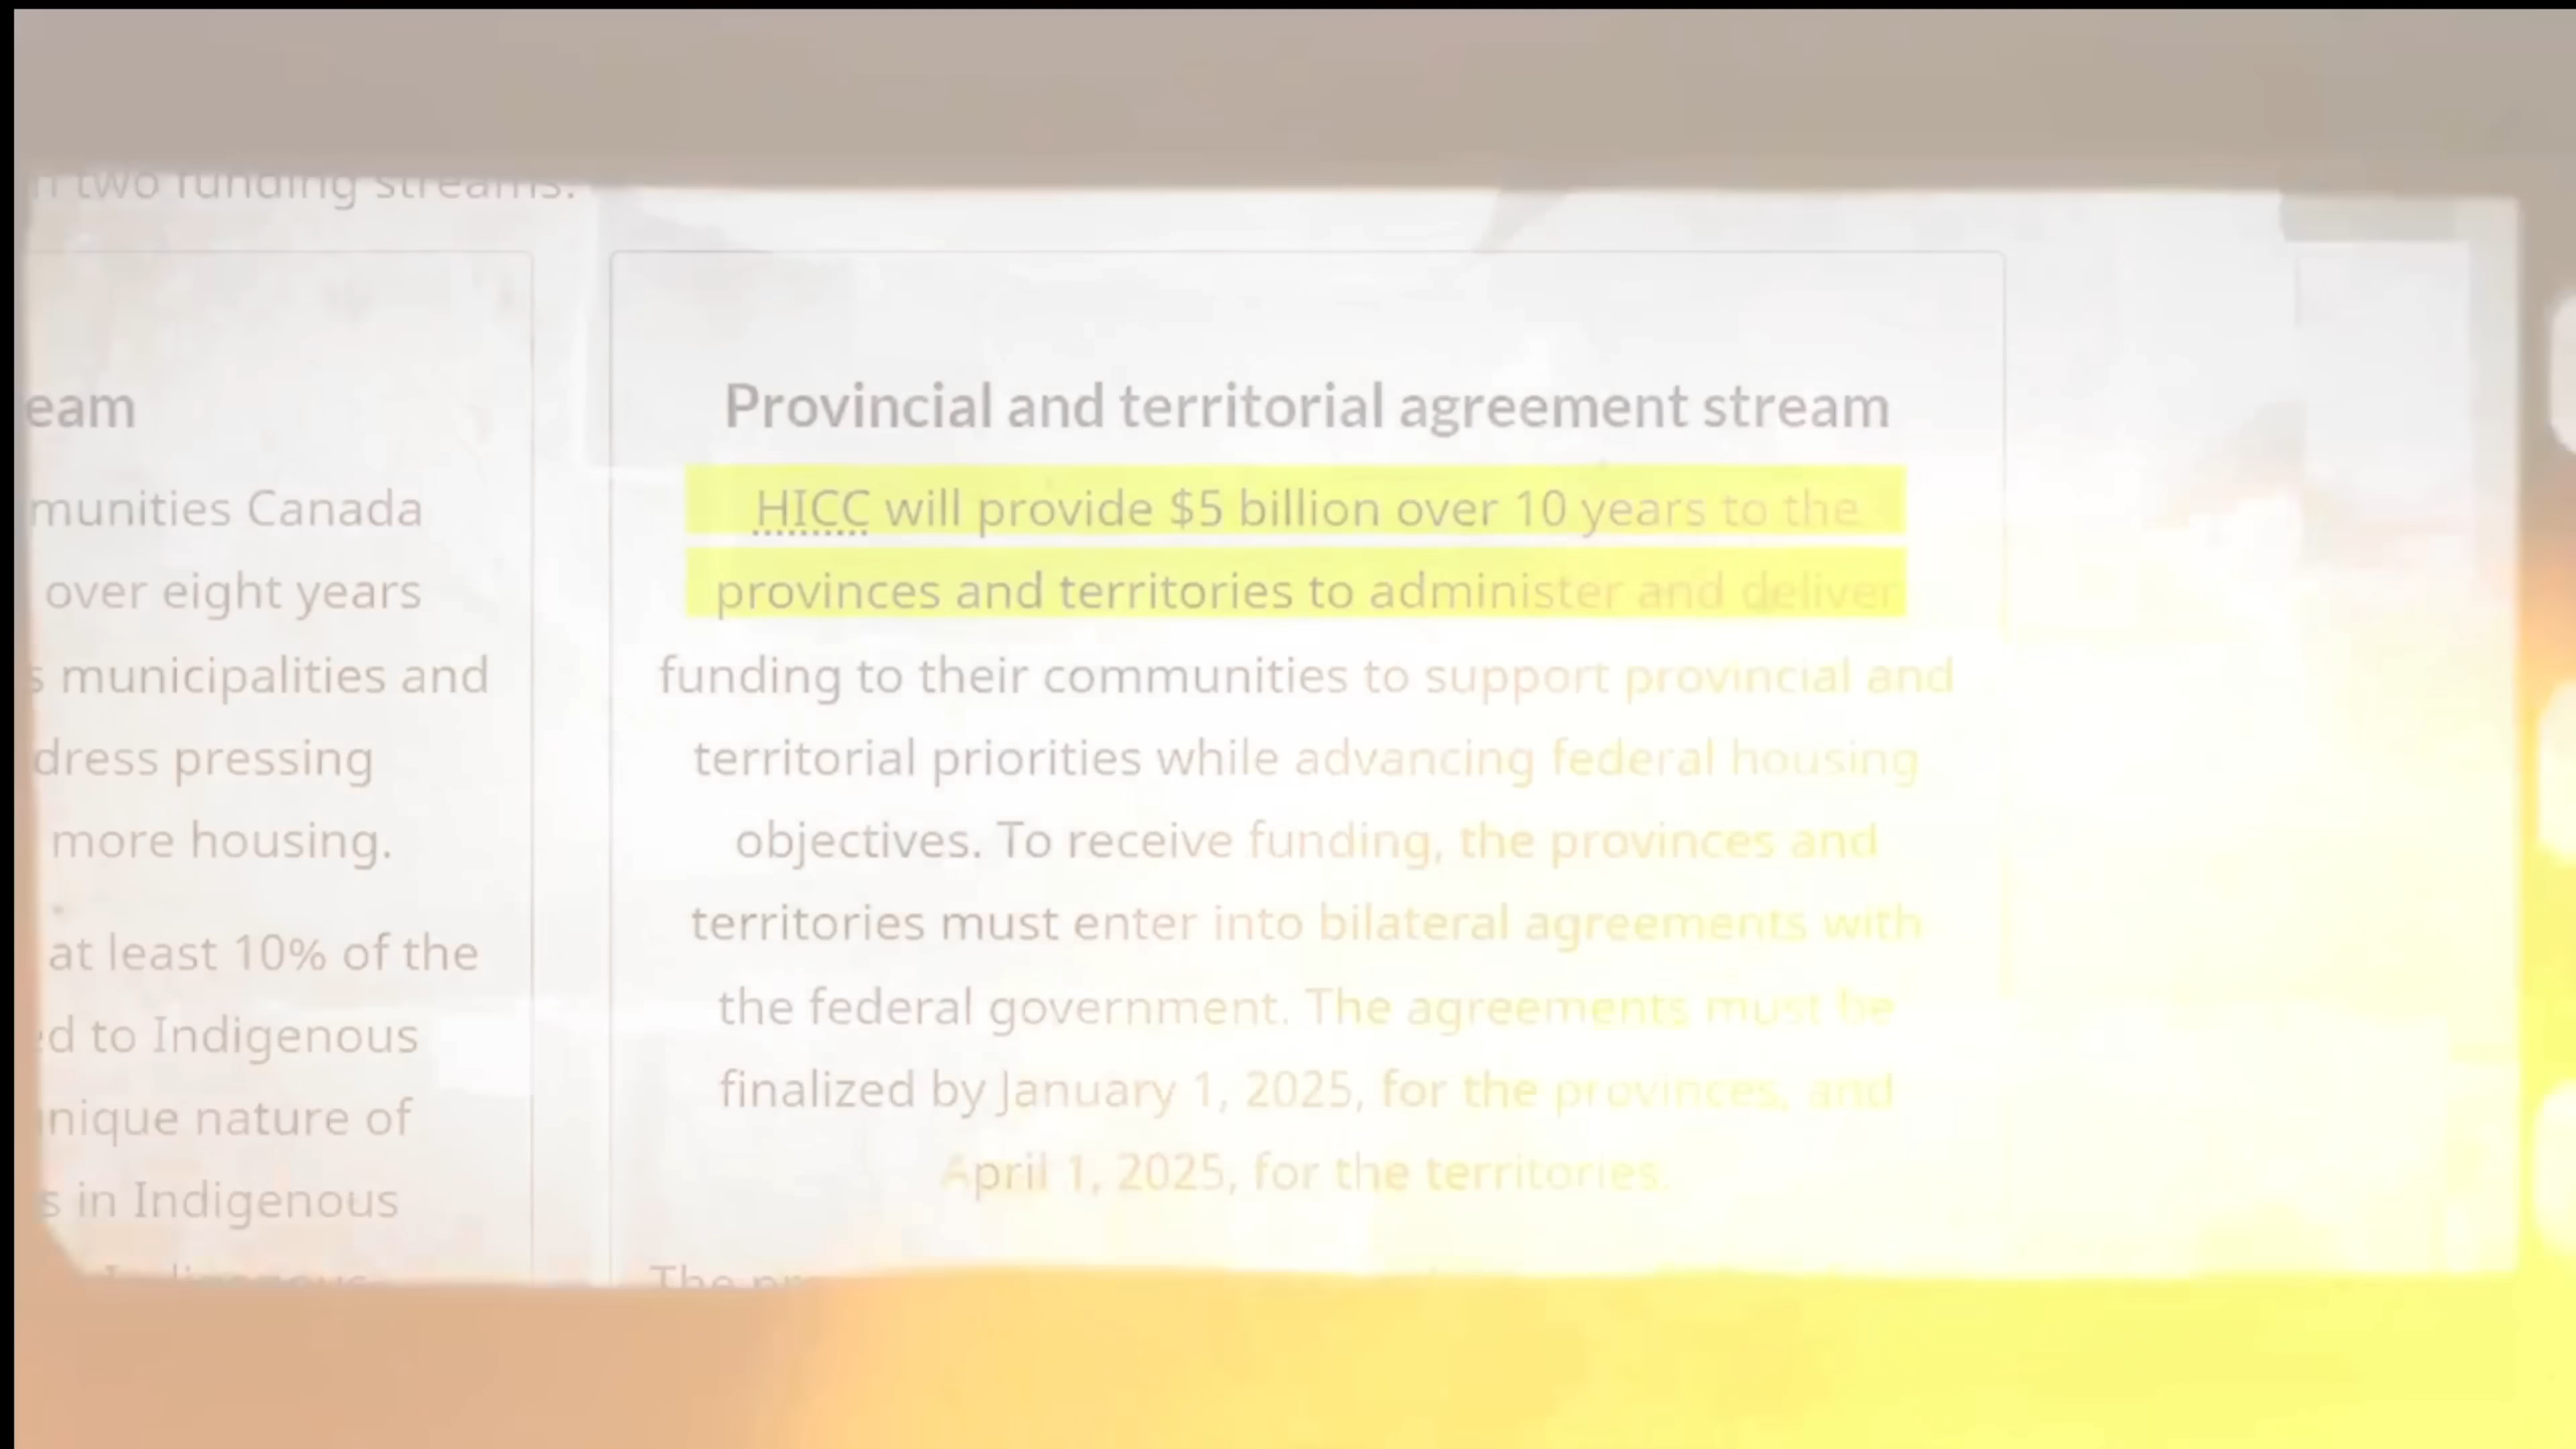 two funding streams.
eam
munities Canada
over eight years
s municipalities and
dress pressing
more housing.
at least 10% of the
ed to Indigenous
nique nature of
s in Indigenous
Indigenous
Provincial and territorial agreement stream
HICC will provide $5 billion over 10 years to the
provinces and territories to administer and deliver
funding to their communities to support provincial and
territorial priorities while advancing federal housing
objectives. To receive funding, the provinces and
territories must enter into bilateral agreements with
the federal government. The agreements must be
finalized by January 1, 2025, for the provinces, and
April 1, 2025, for the territories.
The pr